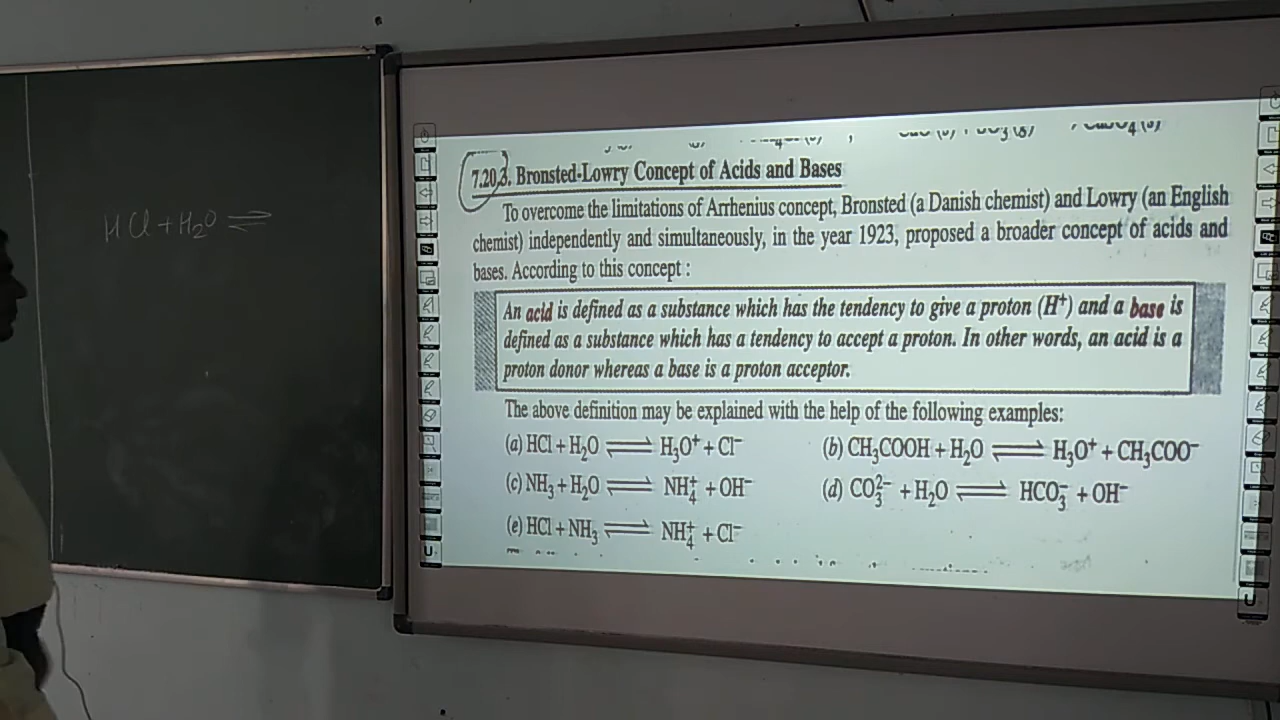 HCl + H₂O ⇌
7.20.3. Bronsted-Lowry Concept of Acids and Bases
To overcome the limitations of Arrhenius concept, Bronsted (a Danish chemist) and Lowry (an English
chemist) independently and simultaneously, in the year 1923, proposed a broader concept of acids and
bases. According to this concept :
An acid is defined as a substance which has the tendency to give a proton (H⁺) and a base is
defined as a substance which has a tendency to accept a proton. In other words, an acid is a
proton donor whereas a base is a proton acceptor.
The above definition may be explained with the help of the following examples:
(a) HCl + H₂O ⇌ H₃O⁺ + Cl⁻ (b) CH₃COOH + H₂O ⇌ H₃O⁺ + CH₃COO⁻
(c) NH₃ + H₂O ⇌ NH₄⁺ + OH⁻ (d) CO₃²⁻ + H₂O ⇌ HCO₃⁻ + OH⁻
(e) HCl + NH₃ ⇌ NH₄⁺ + Cl⁻